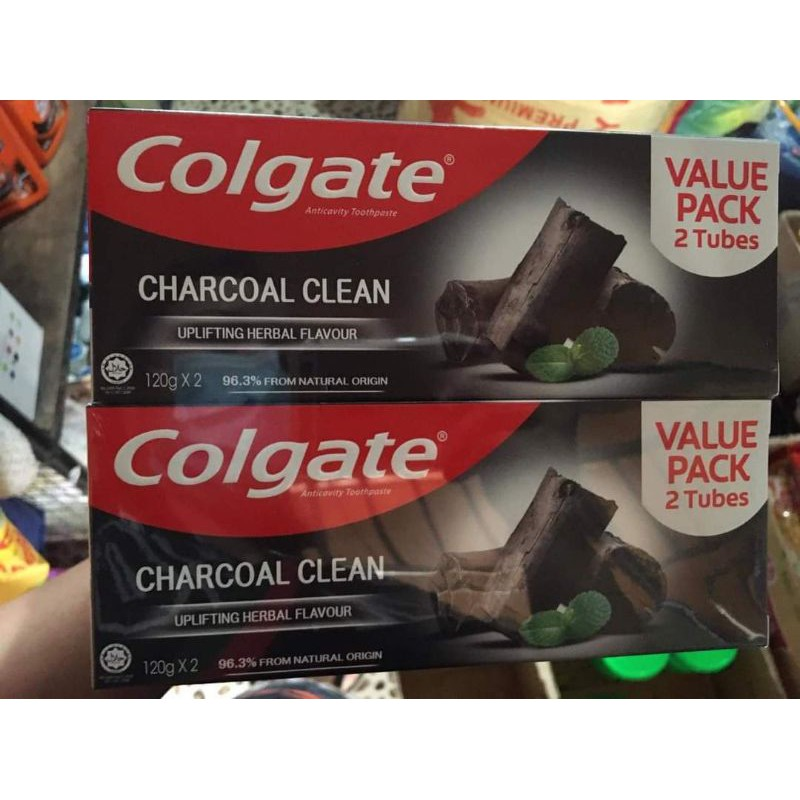 PREMIUM
Colgate®
Anticavity Toothpaste
VALUE
PACK
2 Tubes
CHARCOAL CLEAN
UPLIFTING HERBAL FLAVOUR
120g X 2
96.3% FROM NATURAL ORIGIN
Colgate®
Anticavity Toothpaste
VALUE
PACK
2 Tubes
CHARCOAL CLEAN
UPLIFTING HERBAL FLAVOUR
120g X 2
96.3% FROM NATURAL ORIGIN